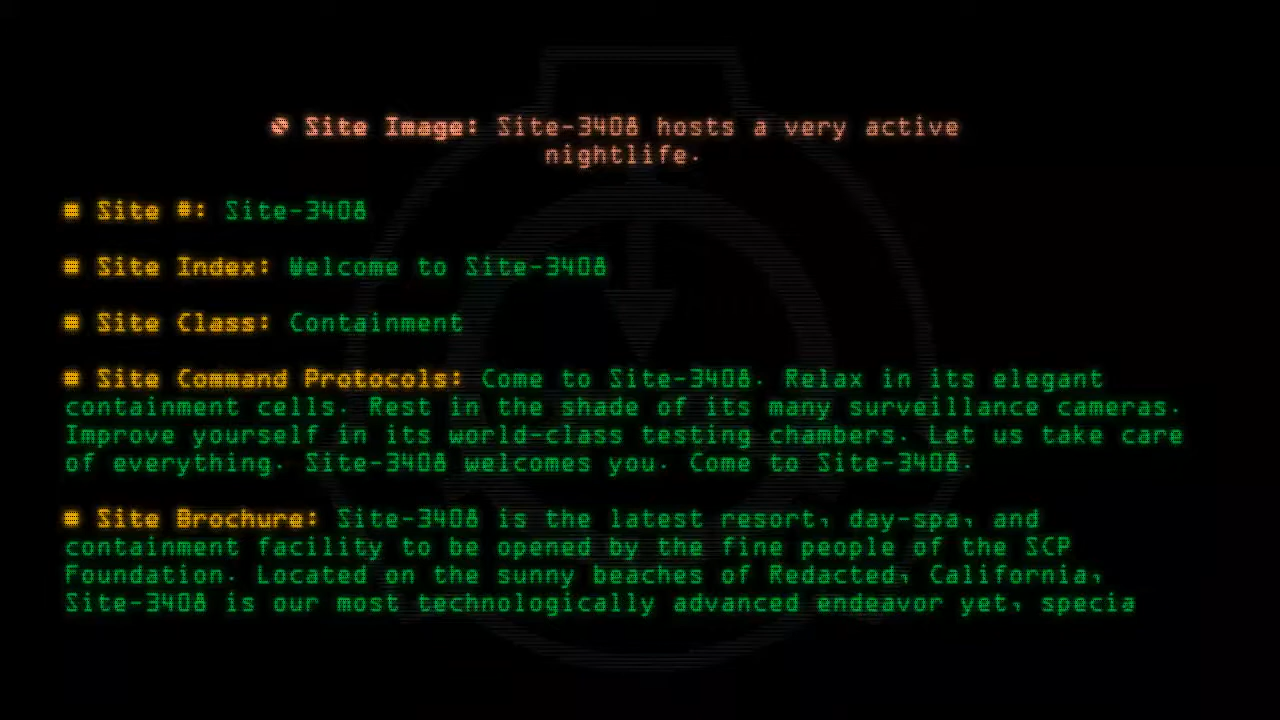 Site Image: Site-3408 hosts a very active
nightlife.
# Site #: Site-3408
# Site Index: Welcome to Site-3408
# Site Class: Containment
# Site Command Protocols: Come to Site-3408. Relax in its elegant
containment cells. Rest in the shade of its many surveillance cameras.
Improve yourself in its world-class testing chambers. Let us take care
of everything. Site-3408 welcomes you. Come to Site-3408.
# Site Brochure: Site-3408 is the latest resort, day-spa, and
containment facility to be opened by the fine people of the SCP
Foundation. Located on the sunny beaches of Redacted, California,
Site-3408 is our most technologically advanced endeavor yet, specia